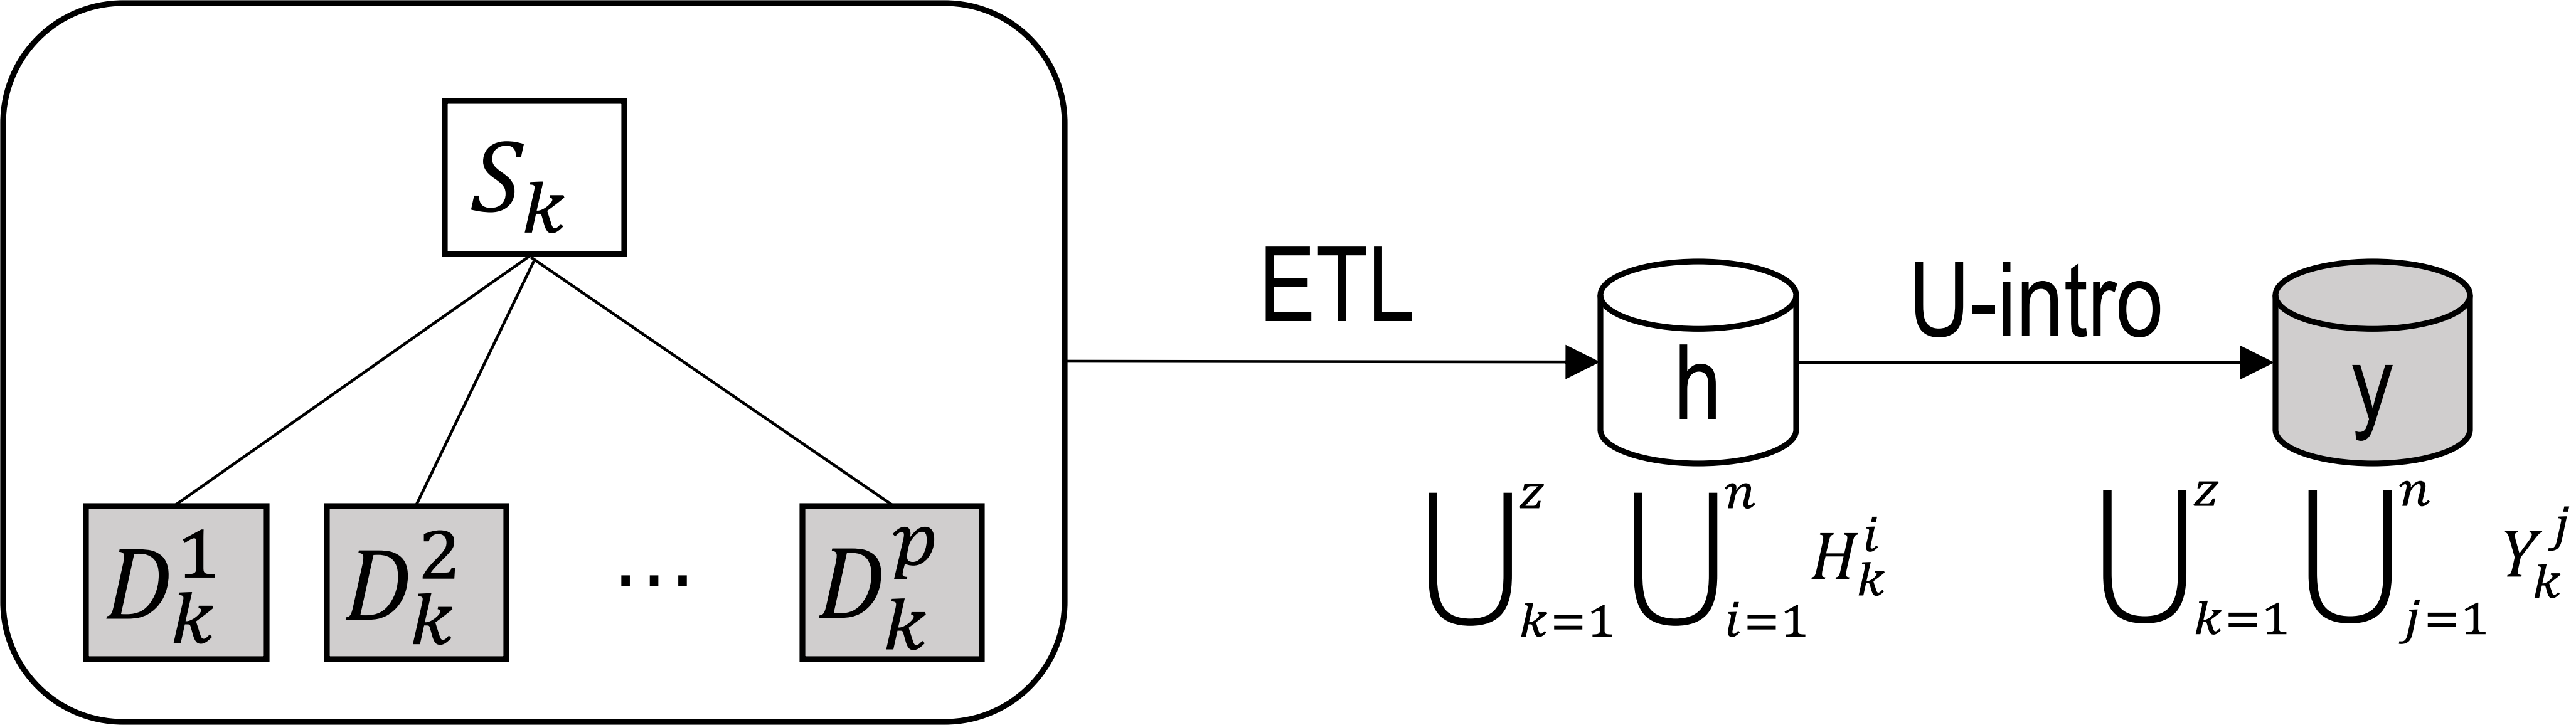 S_k
D_k^1 D_k^2 ⋯ D_k^p
ETL
h
⋃_{k=1}^{z} ⋃_{i=1}^{n} H_k^i
U-intro
y
⋃_{k=1}^{z} ⋃_{j=1}^{n} Y_k^j